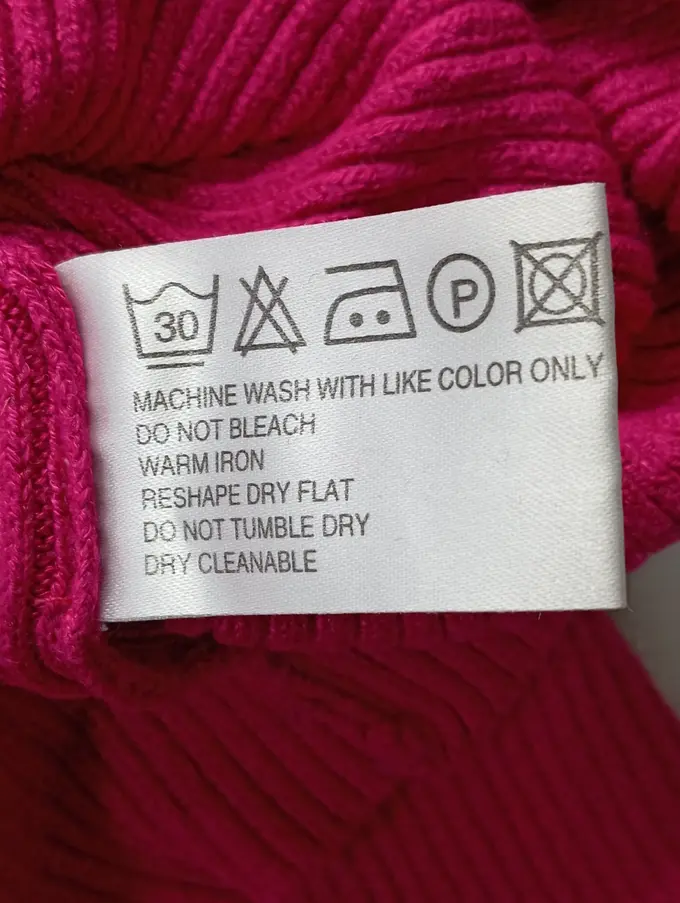 30 P
MACHINE WASH WITH LIKE COLOR ONLY
DO NOT BLEACH
WARM IRON
RESHAPE DRY FLAT
DO NOT TUMBLE DRY
DRY CLEANABLE